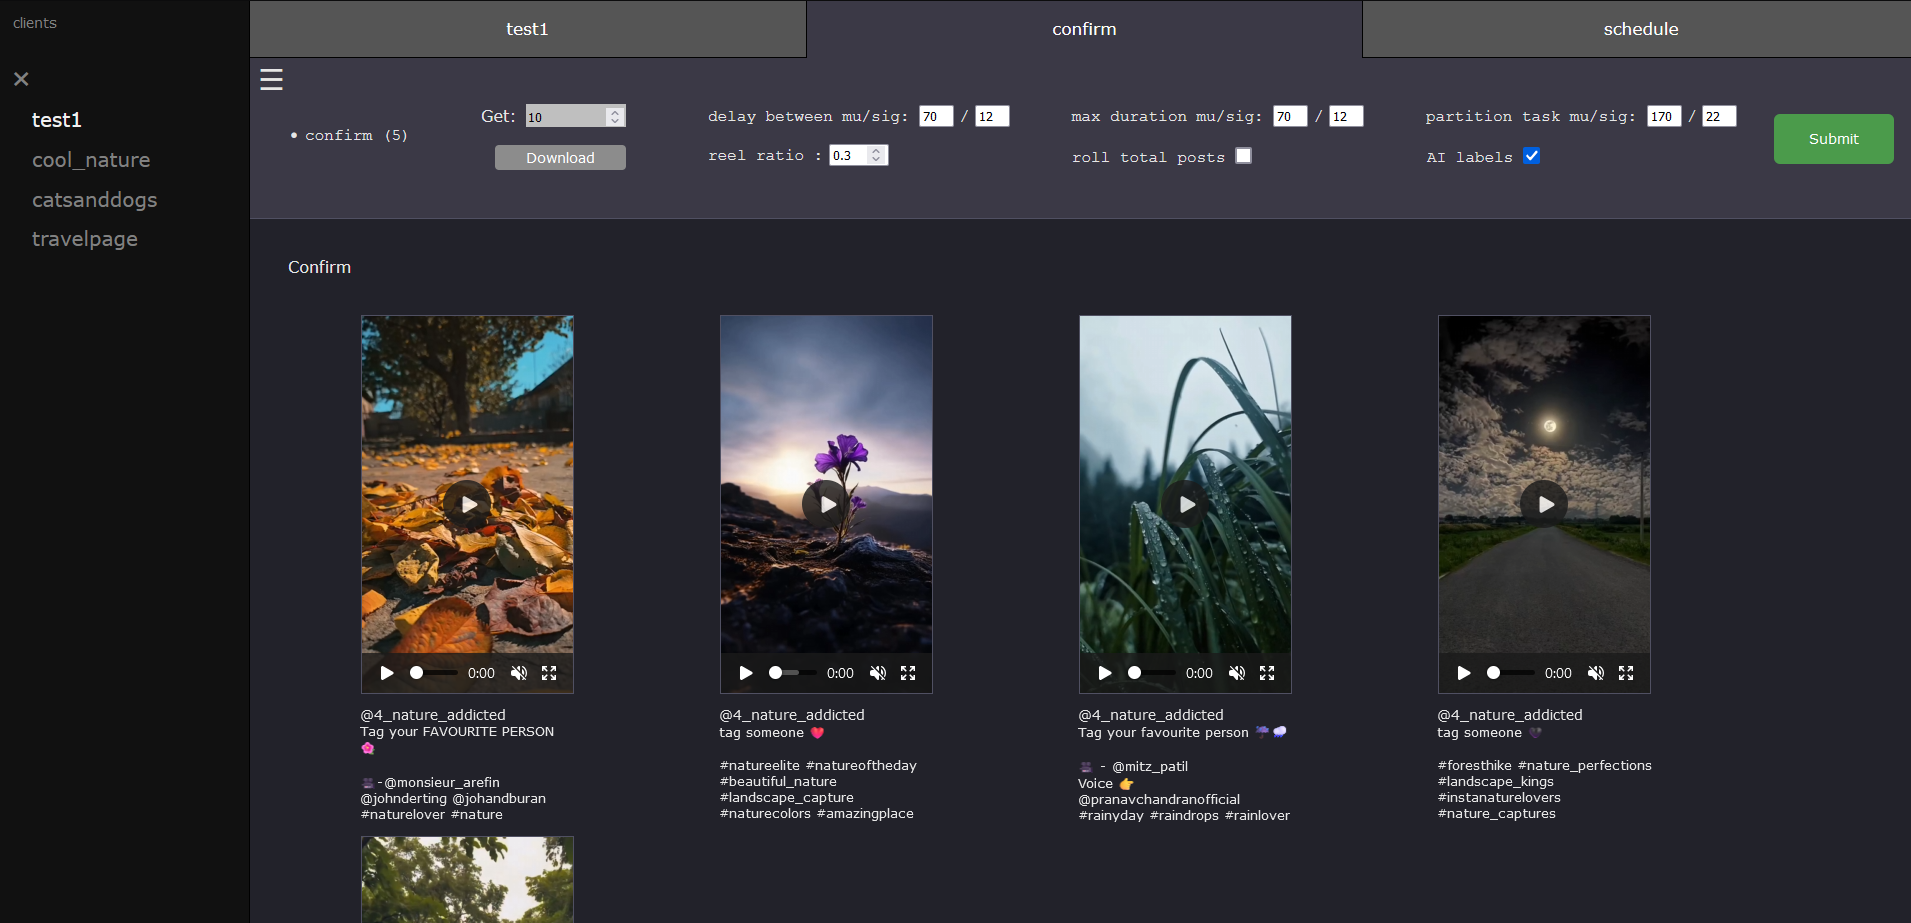 clients
test1
confirm
schedule
test1
cool_nature
catsanddogs
travelpage
confirm (5)
Get: 10
Download
delay between mu/sig: 70 / 12
reel ratio : 0.3
max duration mu/sig: 70 / 12
roll total posts
partition task mu/sig: 170 / 22
AI labels
Submit
Confirm
0:00
@4_nature_addicted
Tag your FAVOURITE PERSON
🌸
🎥-@monsieur_arefin
@johnderting @johandburan
#naturelover #nature
0:00
@4_nature_addicted
tag someone ❤️
#natureelite #natureoftheday
#beautiful_nature
#landscape_capture
#naturecolors #amazingplace
0:00
@4_nature_addicted
Tag your favourite person ☔🌧️
🎥 - @mitz_patil
Voice 👉
@pranavchandranofficial
#rainyday #raindrops #rainlover
0:00
@4_nature_addicted
tag someone 🖤
#foresthike #nature_perfections
#landscape_kings
#instanaturelovers
#nature_captures